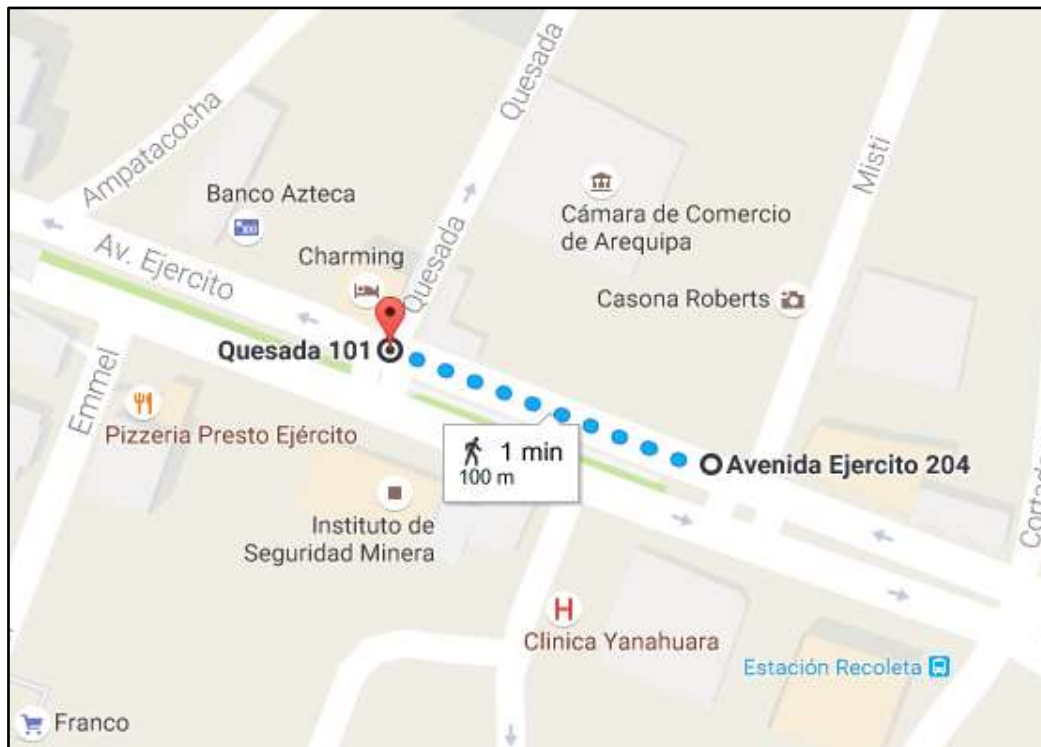 Quesada
Ampatacocha
Misti
Banco Azteca
Cámara de Comercio
de Arequipa
Av. Ejercito
Charming
Quesada
Casona Roberts
Quesada 101
Emmel
Pizzeria Presto Ejército
1 min
100 m
Avenida Ejercito 204
Instituto de
Seguridad Minera
Clinica Yanahuara
Estación Recoleta
Franco